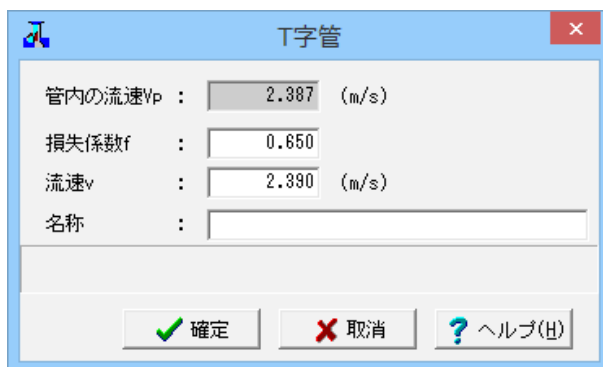 T字管
管内の流速Vp : 2.387 (m/s)
損失係数f : 0.650
流速v : 2.390 (m/s)
名称 :
確定 取消 ヘルプ(H)